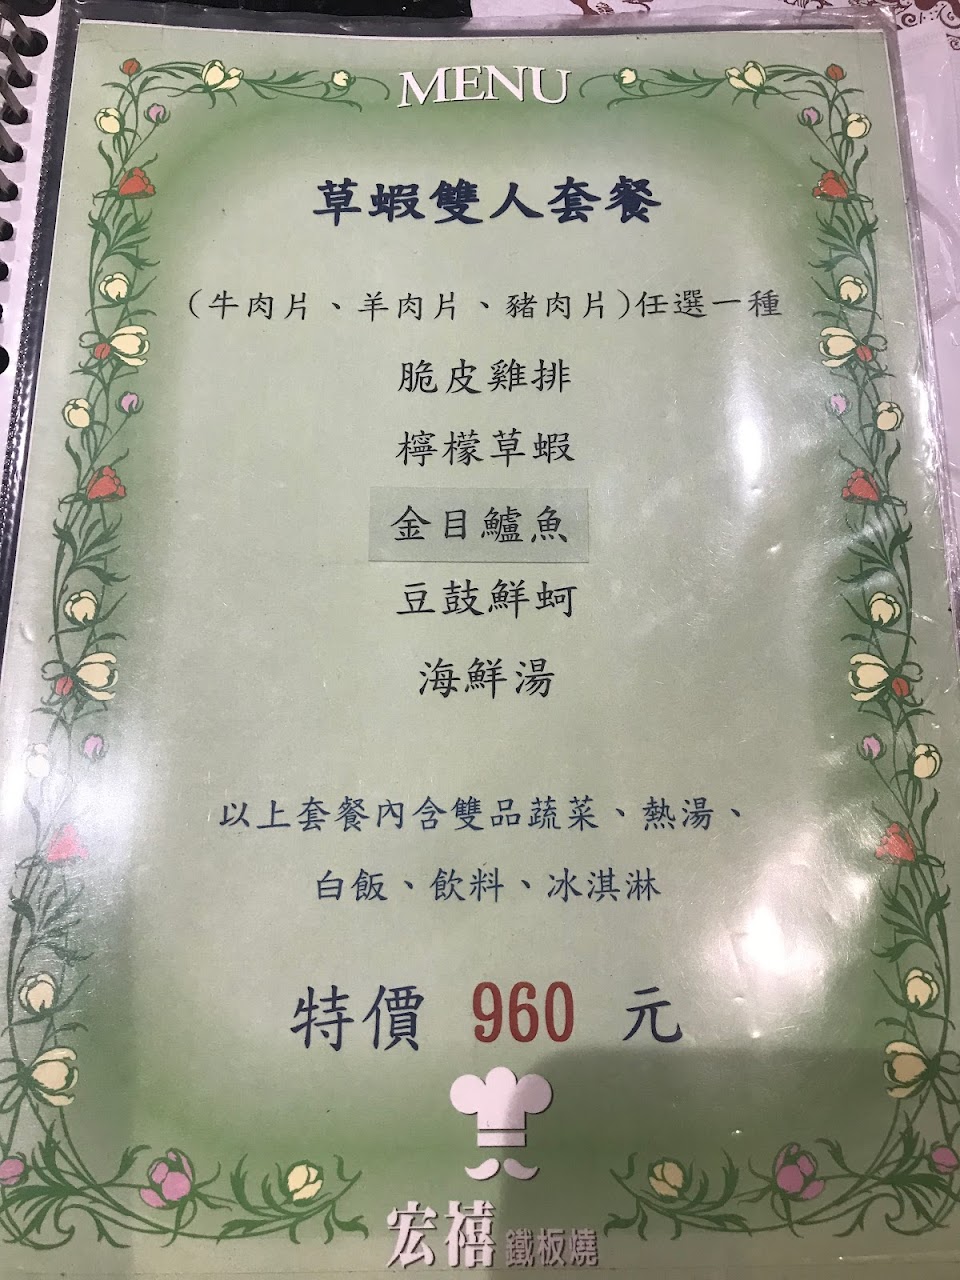 MENU
草蝦雙人套餐
(牛肉片、羊肉片、豬肉片)任選一種
脆皮雞排
檸檬草蝦
金目鱸魚
豆鼓鮮蚵
海鮮湯
以上套餐內含雙品蔬菜、熱湯、
白飯、飲料、冰淇淋
特價 960 元
宏禧鐵板燒